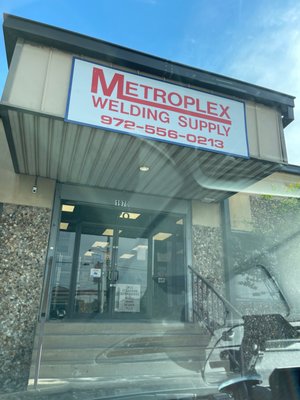 METROPLEX
WELDING SUPPLY
972-556-0213